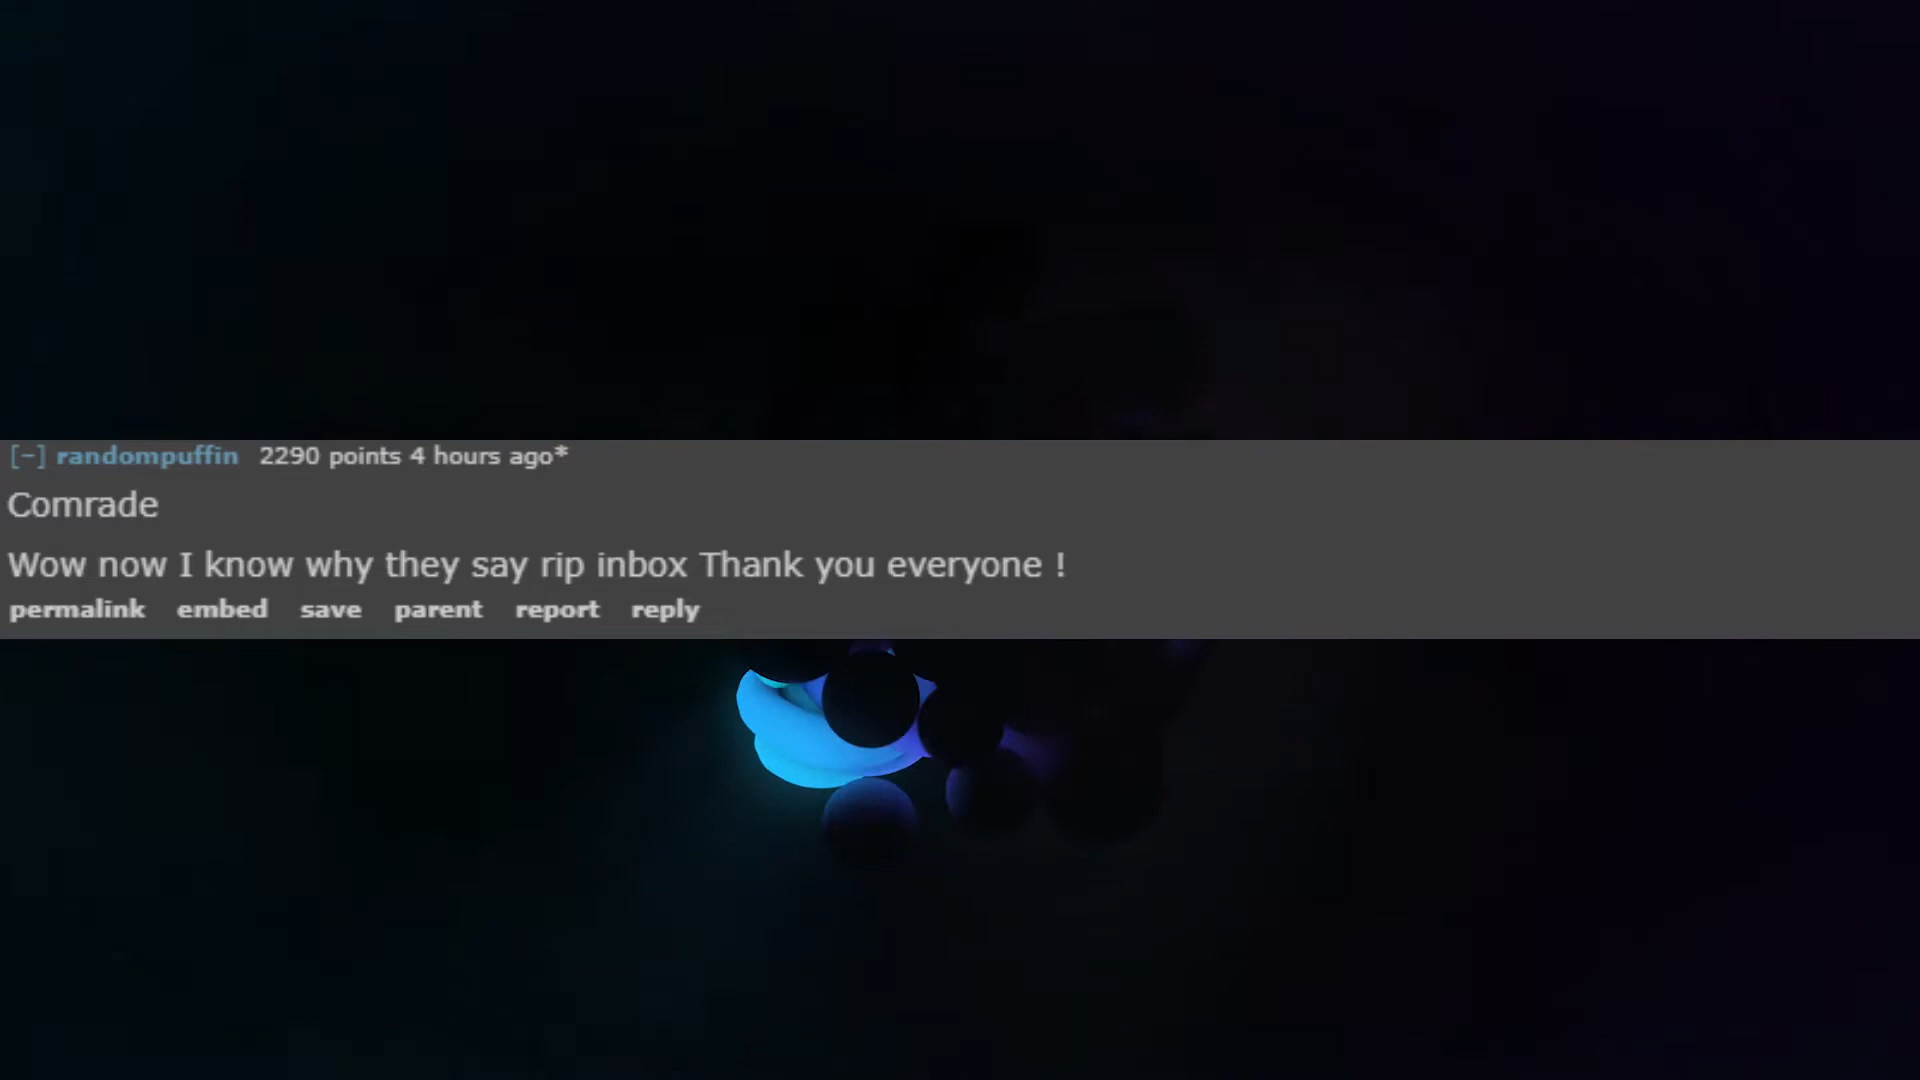 [-] randompuffin 2290 points 4 hours ago*
Comrade
Wow now I know why they say rip inbox Thank you everyone !
permalink embed save parent report reply